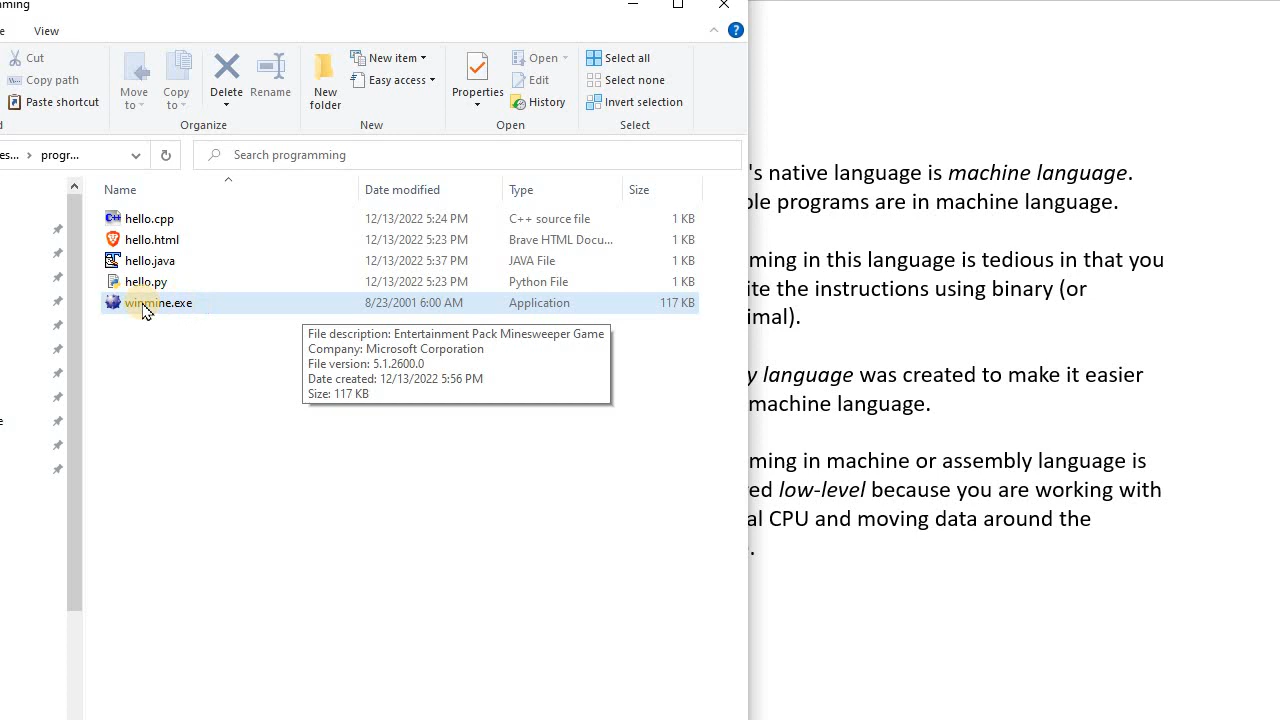 mming
e View
Cut
Copy path
Paste shortcut
Move to
Copy to
Delete
Rename
Organize
New folder
New item
Easy access
New
Properties
Open
Edit
History
Open
Select all
Select none
Invert selection
Select
es... > progr...
Search programming
Name Date modified Type Size
hello.cpp 12/13/2022 5:24 PM C++ source file 1 KB
hello.html 12/13/2022 5:23 PM Brave HTML Docu... 1 KB
hello.java 12/13/2022 5:37 PM JAVA File 1 KB
hello.py 12/13/2022 5:23 PM Python File 1 KB
winmine.exe 8/23/2001 6:00 AM Application 117 KB
File description: Entertainment Pack Minesweeper Game
Company: Microsoft Corporation
File version: 5.1.2600.0
Date created: 12/13/2022 5:56 PM
Size: 117 KB
e
's native language is machine language.
ble programs are in machine language.
ming in this language is tedious in that you
ite the instructions using binary (or
imal).
y language was created to make it easier
machine language.
ming in machine or assembly language is
ed low-level because you are working with
al CPU and moving data around the
.